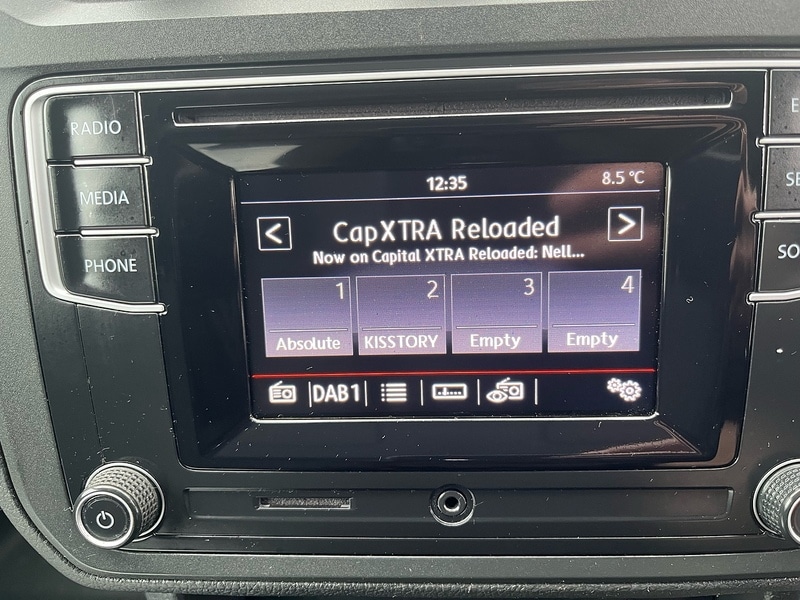 RADIO
MEDIA
PHONE
12:35
8.5 °C
< CapXTRA Reloaded >
Now on Capital XTRA Reloaded: Nell...
1 2 3 4
Absolute KISSTORY Empty Empty
DAB1